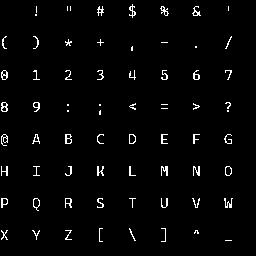 ! " # $ % & '
( ) * + , - . /
0 1 2 3 4 5 6 7
8 9 : ; < = > ?
@ A B C D E F G
H I J K L M N O
P Q R S T U V W
X Y Z [ \ ] ^ _